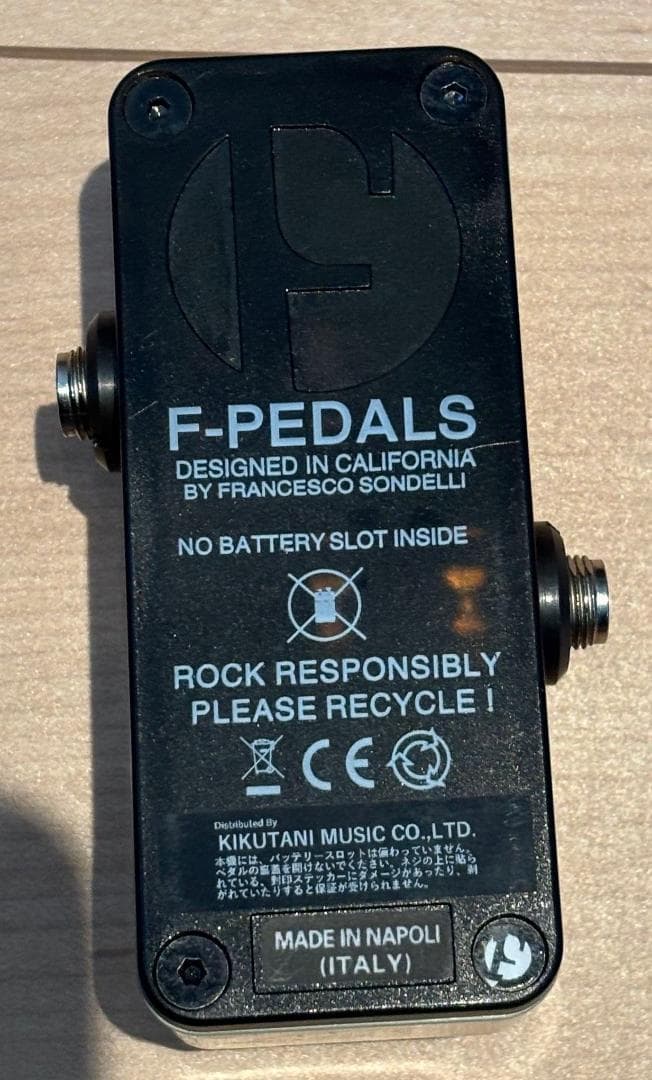 F-PEDALS
DESIGNED IN CALIFORNIA
BY FRANCESCO SONDELLI
NO BATTERY SLOT INSIDE
ROCK RESPONSIBLY
PLEASE RECYCLE !
CE
Distributed By
KIKUTANI MUSIC CO.,LTD.
本機には、バッテリースロットは備わっていません。
ペダルの底蓋を開けないでください。ネジの上に貼ら
れている、刻印ステッカーにダメージがあったり、剥
がれていたりすると保証が受けられません。
MADE IN NAPOLI
(ITALY)